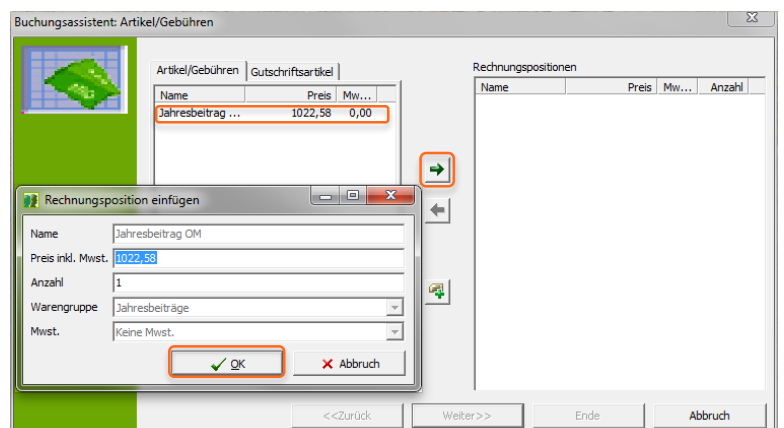 Buchungsassistent: Artikel/Gebühren
Artikel/Gebühren Gutschriftsartikel
Name Preis Mw...
Jahresbeitrag ... 1022,58 0,00
Rechnungspositionen
Name Preis Mw... Anzahl
Rechnungsposition einfügen
Name Jahresbeitrag OM
Preis inkl. Mwst. 1022,58
Anzahl 1
Warengruppe Jahresbeiträge
Mwst. Keine Mwst.
OK Abbruch
<<Zurück Weiter>> Ende Abbruch